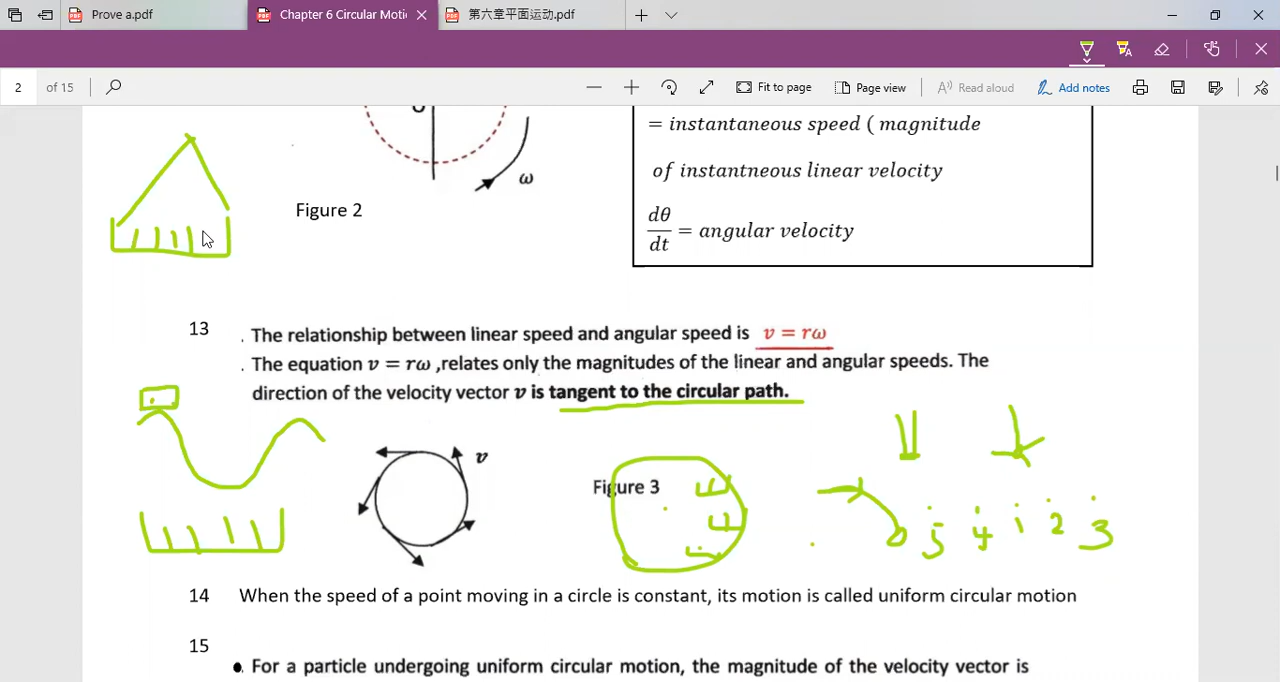 Prove a.pdf
Chapter 6 Circular Moti
第六章平面运动.pdf
2 of 15
Fit to page
Page view
Read aloud
Add notes
ω
Figure 2
= instantaneous speed ( magnitude
of instantneous linear velocity
dθ/dt = angular velocity
13
. The relationship between linear speed and angular speed is v = rω
. The equation v = rω ,relates only the magnitudes of the linear and angular speeds. The
direction of the velocity vector v is tangent to the circular path.
v
Figure 3
5 4 1 2 3
14 When the speed of a point moving in a circle is constant, its motion is called uniform circular motion
15
● For a particle undergoing uniform circular motion, the magnitude of the velocity vector is